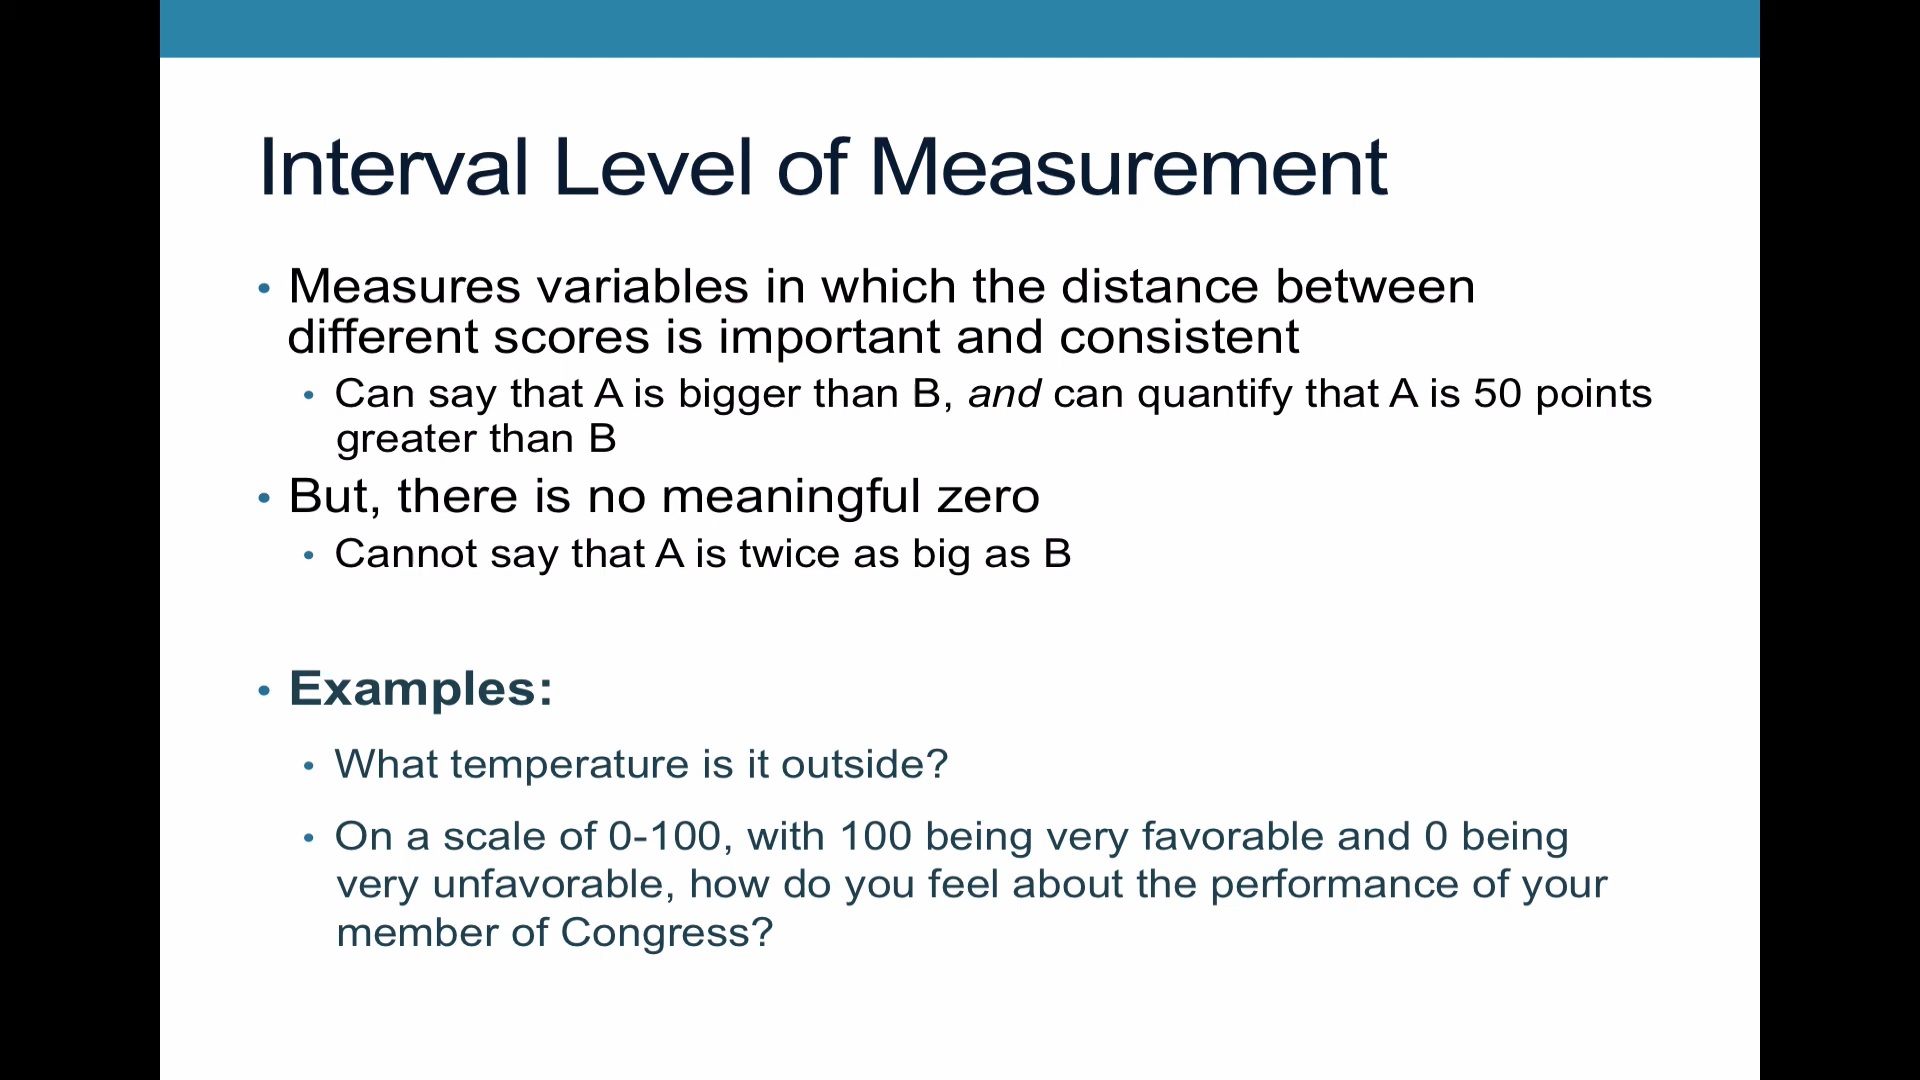 Interval Level of Measurement
• Measures variables in which the distance between
different scores is important and consistent
• Can say that A is bigger than B, and can quantify that A is 50 points
greater than B
• But, there is no meaningful zero
• Cannot say that A is twice as big as B
• Examples:
• What temperature is it outside?
• On a scale of 0-100, with 100 being very favorable and 0 being
very unfavorable, how do you feel about the performance of your
member of Congress?